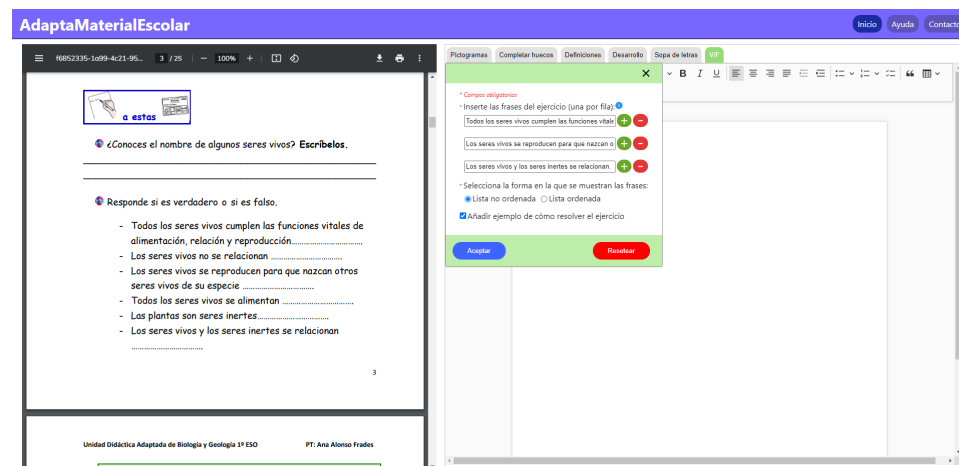 AdaptaMaterialEscolar
Inicio Ayuda Contacto
f6852335-1a99-4c21-95... 3 / 25 100%
a estas
¿Conoces el nombre de algunos seres vivos? Escríbelos.
Responde si es verdadero o si es falso.
- Todos los seres vivos cumplen las funciones vitales de
alimentación, relación y reproducción....................................
- Los seres vivos no se relacionan ....................................
- Los seres vivos se reproducen para que nazcan otros
seres vivos de su especie ....................................
- Todos los seres vivos se alimentan ....................................
- Las plantas son seres inertes....................................
- Los seres vivos y los seres inertes se relacionan
....................................
3
Unidad Didáctica Adaptada de Biología y Geología 1º ESO PT: Ana Alonso Frades
Pictogramas Completar huecos Definiciones Desarrollo Sopa de letras V/F
B I U
* Campos obligatorios
* Inserte las frases del ejercicio (una por fila):
Todos los seres vivos cumplen las funciones vitale
Los seres vivos se reproducen para que nazcan o
Los seres vivos y los seres inertes se relacionan.
* Selecciona la forma en la que se muestran las frases:
Lista no ordenada Lista ordenada
Añadir ejemplo de cómo resolver el ejercicio
Aceptar Resetear